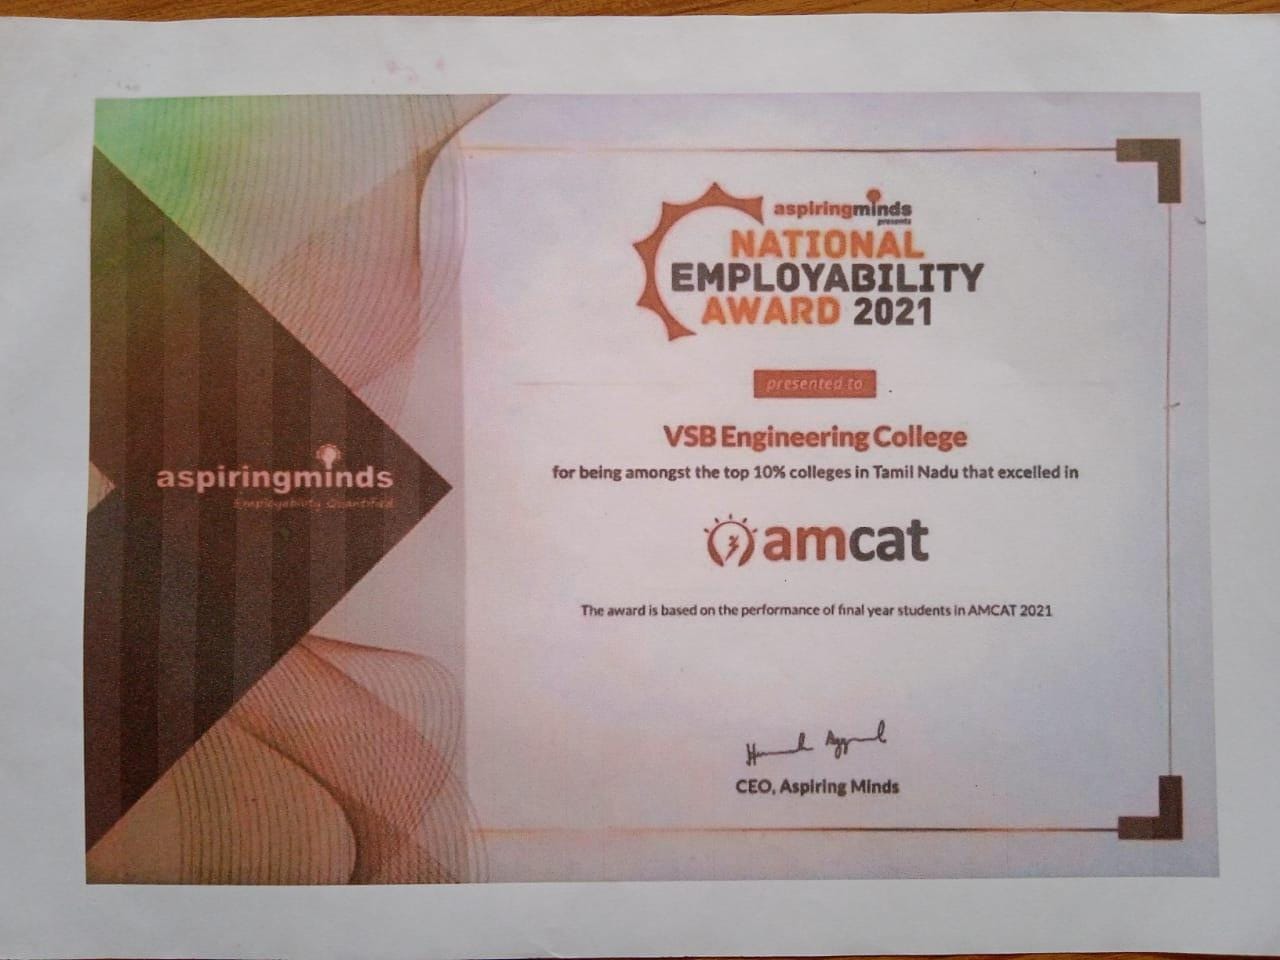 aspiringminds
Employability Quantified
aspiringminds
presents
NATIONAL
EMPLOYABILITY
AWARD 2021
presented to
VSB Engineering College
for being amongst the top 10% colleges in Tamil Nadu that excelled in
amcat
The award is based on the performance of final year students in AMCAT 2021
CEO, Aspiring Minds